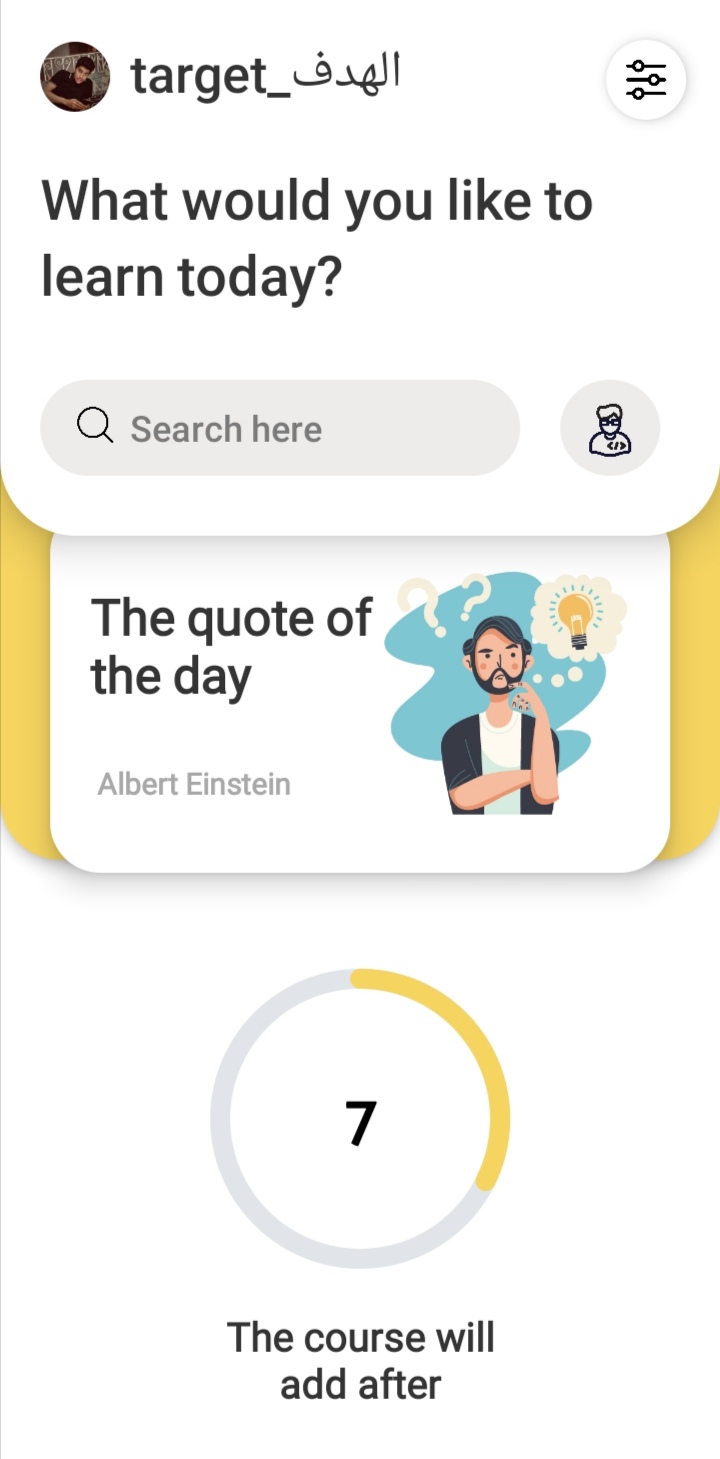 target_الهدف
What would you like to
learn today?
Search here
The quote of
the day
Albert Einstein
7
The course will
add after